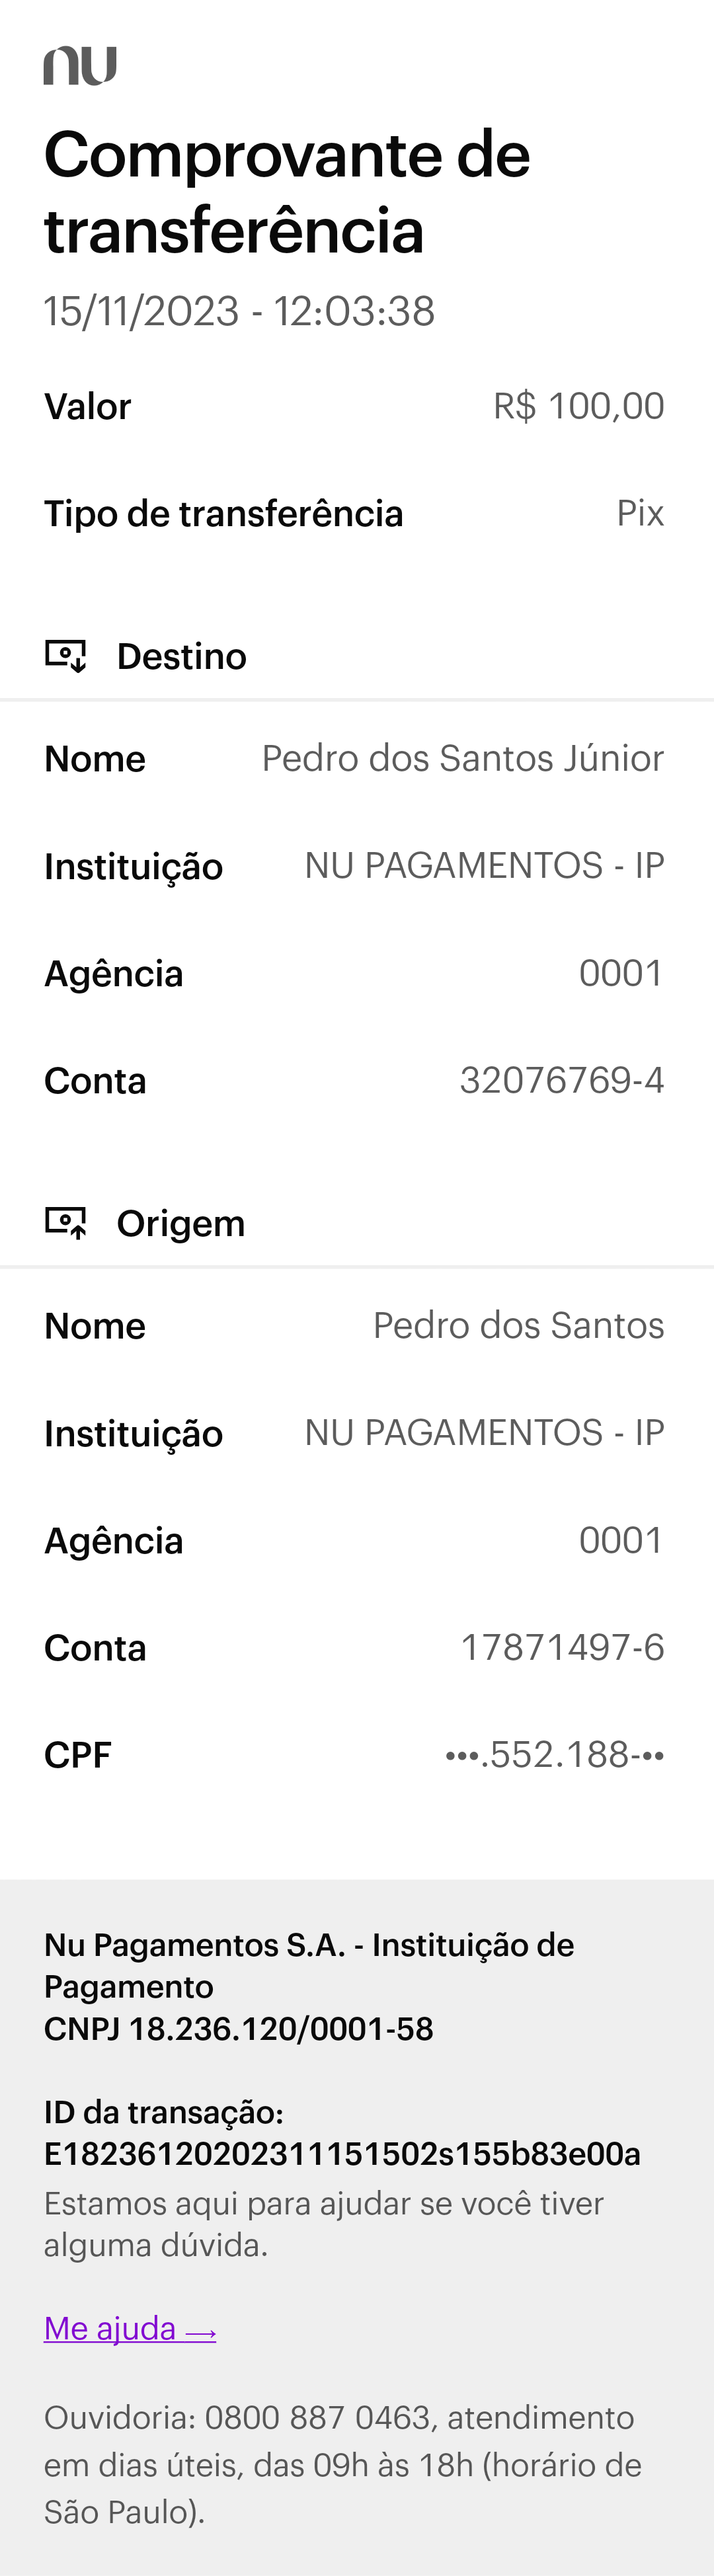 nu
Comprovante de
transferência
15/11/2023 - 12:03:38
Valor R$ 100,00
Tipo de transferência Pix
Destino
Nome Pedro dos Santos Júnior
Instituição NU PAGAMENTOS - IP
Agência 0001
Conta 32076769-4
Origem
Nome Pedro dos Santos
Instituição NU PAGAMENTOS - IP
Agência 0001
Conta 17871497-6
CPF •••.552.188-••
Nu Pagamentos S.A. - Instituição de
Pagamento
CNPJ 18.236.120/0001-58
ID da transação:
E18236120202311151502s155b83e00a
Estamos aqui para ajudar se você tiver
alguma dúvida.
Me ajuda →
Ouvidoria: 0800 887 0463, atendimento
em dias úteis, das 09h às 18h (horário de
São Paulo).